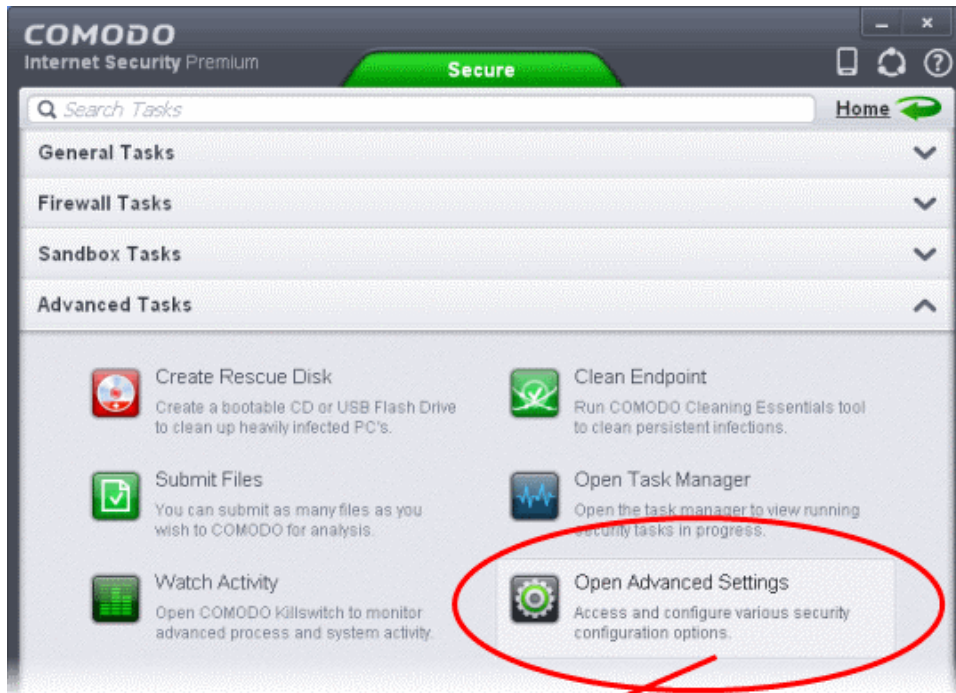 COMODO
Internet Security Premium
Secure
Search Tasks
Home
General Tasks
Firewall Tasks
Sandbox Tasks
Advanced Tasks
Create Rescue Disk
Create a bootable CD or USB Flash Drive
to clean up heavily infected PC's.
Clean Endpoint
Run COMODO Cleaning Essentials tool
to clean persistent infections.
Submit Files
You can submit as many files as you
wish to COMODO for analysis.
Open Task Manager
Open the task manager to view running
security tasks in progress.
Watch Activity
Open COMODO Killswitch to monitor
advanced process and system activity.
Open Advanced Settings
Access and configure various security
configuration options.